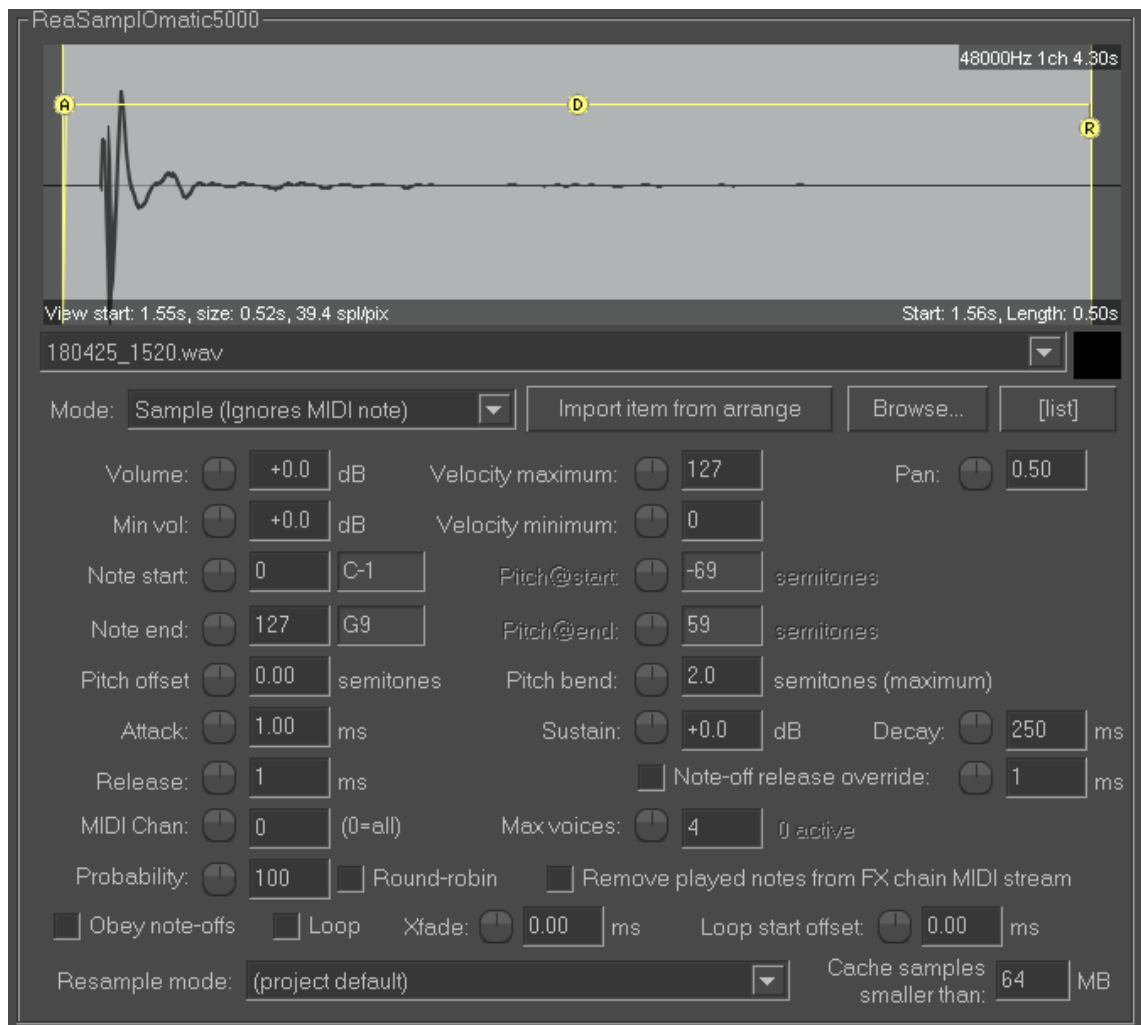 ReaSamplOmatic5000
48000Hz 1ch 4.30s
A D R
View start: 1.55s, size: 0.52s, 39.4 spl/pix Start: 1.56s, Length: 0.50s
180425_1520.wav
Mode: Sample (Ignores MIDI note) Import item from arrange Browse... [list]
Volume: +0.0 dB Velocity maximum: 127 Pan: 0.50
Min vol: +0.0 dB Velocity minimum: 0
Note start: 0 C-1 Pitch@start: -69 semitones
Note end: 127 G9 Pitch@end: 59 semitones
Pitch offset 0.00 semitones Pitch bend: 2.0 semitones (maximum)
Attack: 1.00 ms Sustain: +0.0 dB Decay: 250 ms
Release: 1 ms Note-off release override: 1 ms
MIDI Chan: 0 (0=all) Max voices: 4 0 active
Probability: 100 Round-robin Remove played notes from FX chain MIDI stream
Obey note-offs Loop Xfade: 0.00 ms Loop start offset: 0.00 ms
Resample mode: (project default) Cache samples smaller than: 64 MB